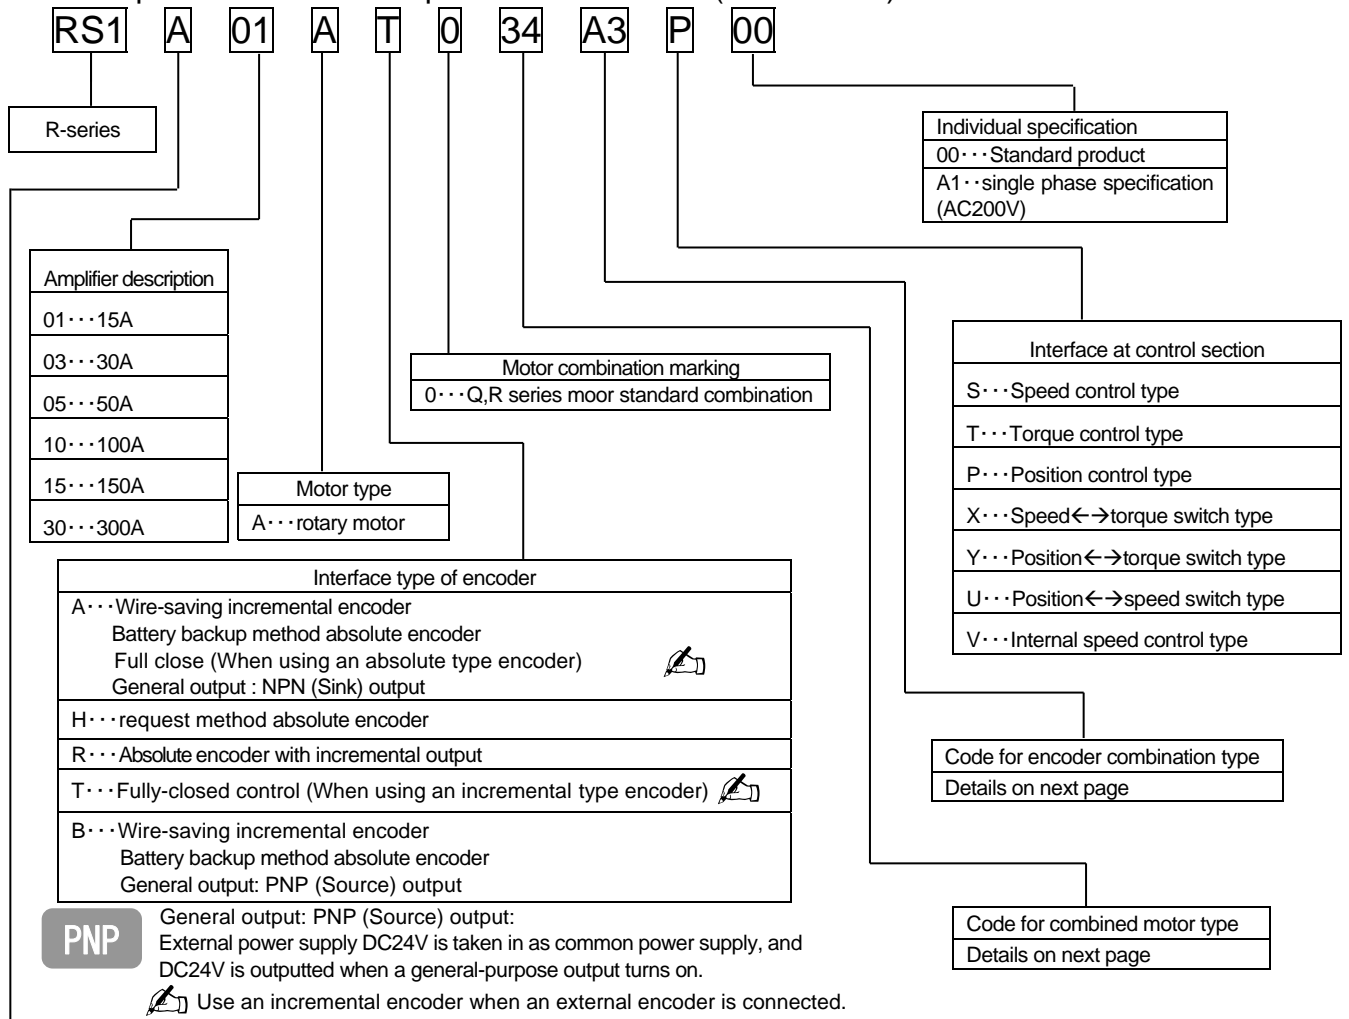 RS1 A 01 A T 0 34 A3 P 00
R-series
Individual specification
00···Standard product
A1··single phase specification
(AC200V)
Amplifier description
01···15A
03···30A
05···50A
10···100A
15···150A
30···300A
Motor combination marking
0···Q,R series moor standard combination
Motor type
A···rotary motor
Interface at control section
S···Speed control type
T···Torque control type
P···Position control type
X···Speed←→torque switch type
Y···Position←→torque switch type
U···Position←→speed switch type
V···Internal speed control type
Interface type of encoder
A···Wire-saving incremental encoder
Battery backup method absolute encoder
Full close (When using an absolute type encoder)
General output : NPN (Sink) output
H···request method absolute encoder
R···Absolute encoder with incremental output
T···Fully-closed control (When using an incremental type encoder)
B···Wire-saving incremental encoder
Battery backup method absolute encoder
General output: PNP (Source) output
Code for encoder combination type
Details on next page
Code for combined motor type
Details on next page
PNP
General output: PNP (Source) output:
External power supply DC24V is taken in as common power supply, and
DC24V is outputted when a general-purpose output turns on.
Use an incremental encoder when an external encoder is connected.